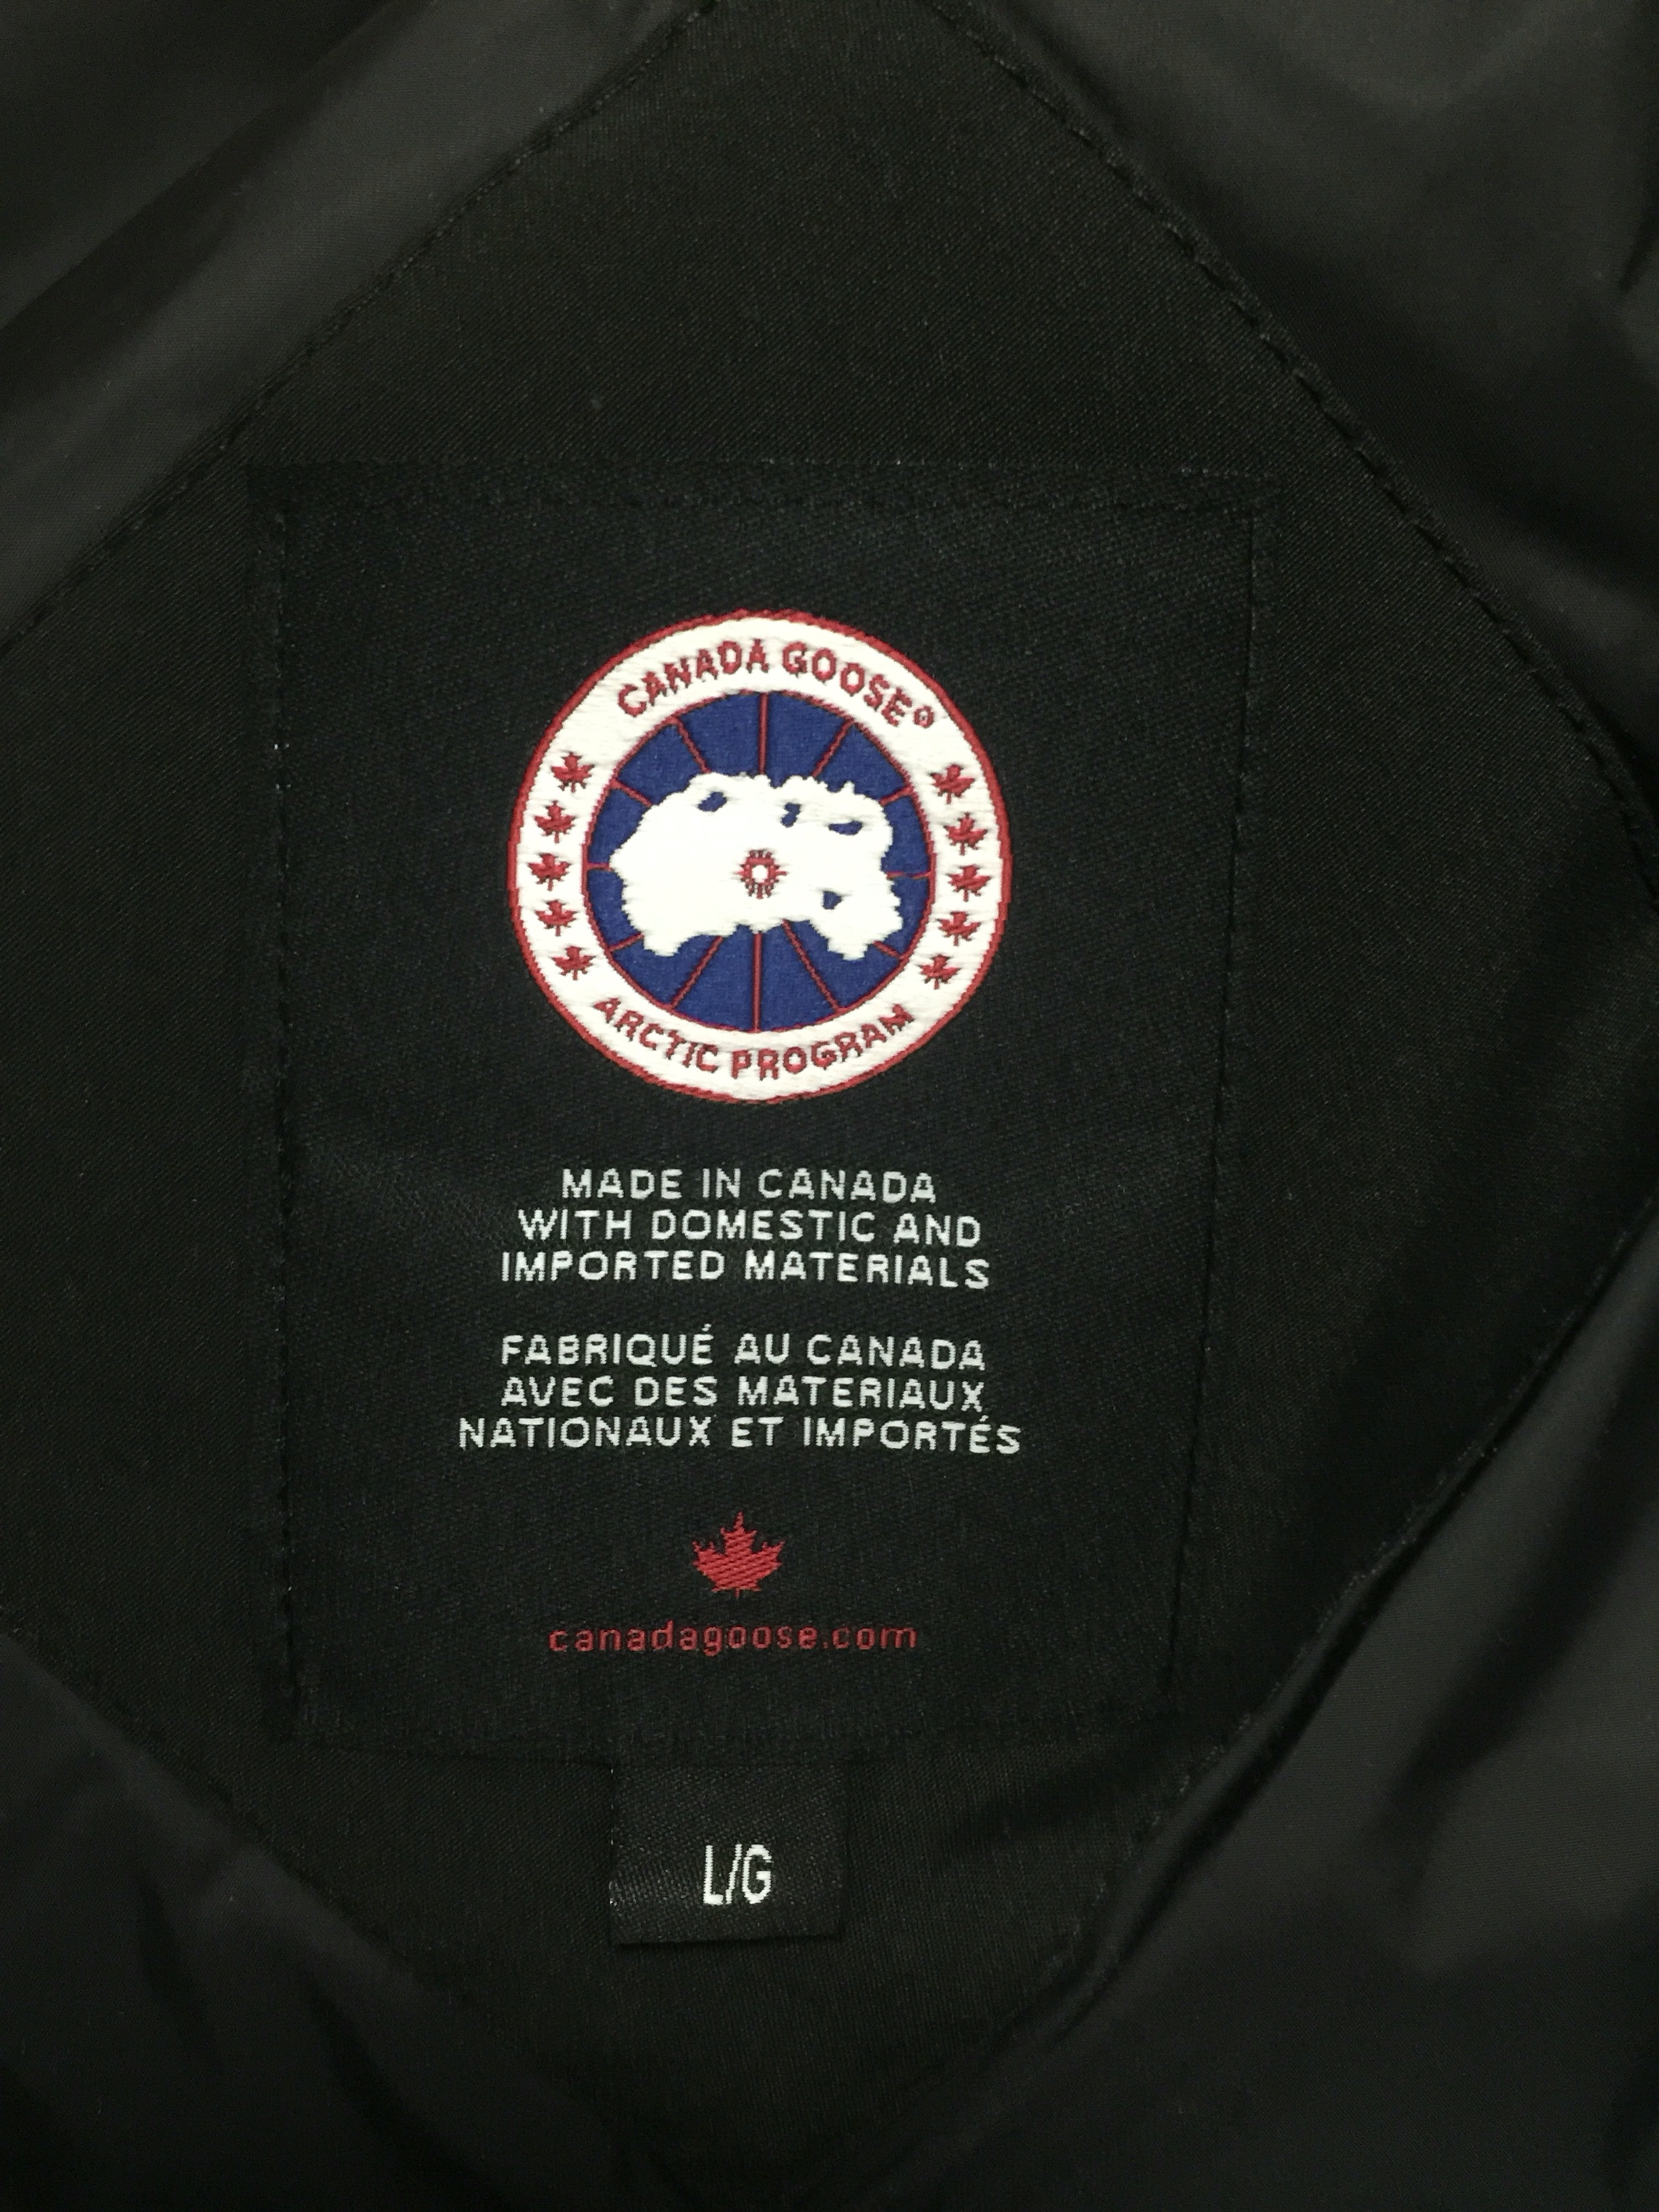 CANADA GOOSE®
ARCTIC PROGRAM
MADE IN CANADA
WITH DOMESTIC AND
IMPORTED MATERIALS
FABRIQUÉ AU CANADA
AVEC DES MATERIAUX
NATIONAUX ET IMPORTÉS
canadagoose.com
L/G